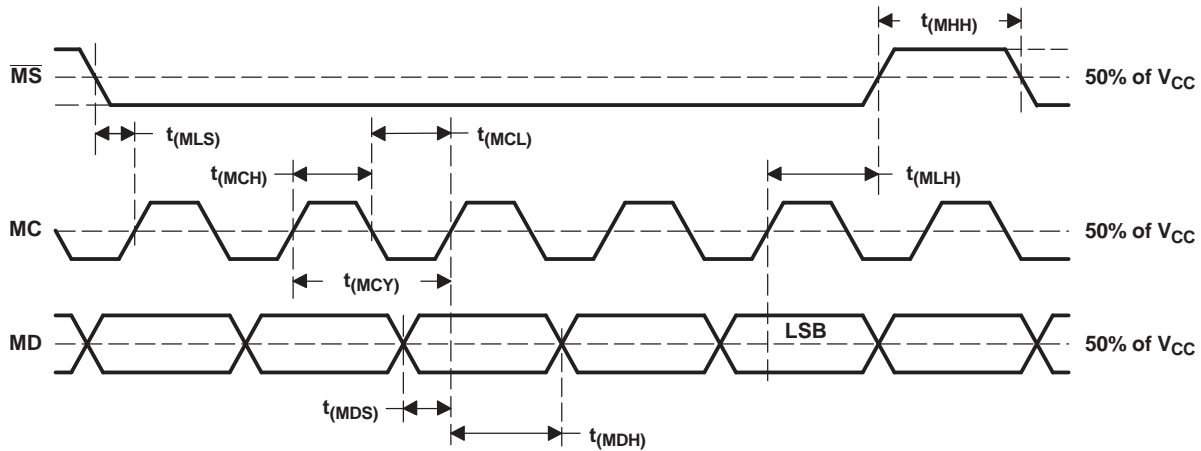 t(MHH)
M̅S̅ 50% of VCC
t(MLS) t(MCL)
t(MCH) t(MLH)
MC 50% of VCC
t(MCY)
MD LSB 50% of VCC
t(MDS)
t(MDH)